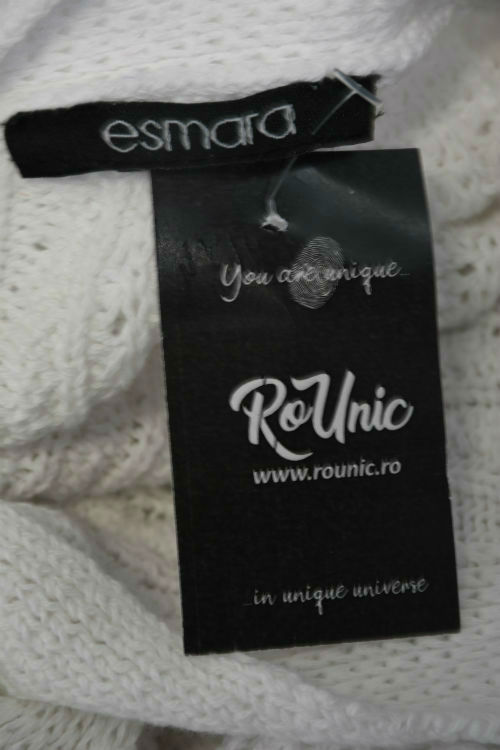 esmara
You are unique...
RoUnic
www.rounic.ro
...in unique universe